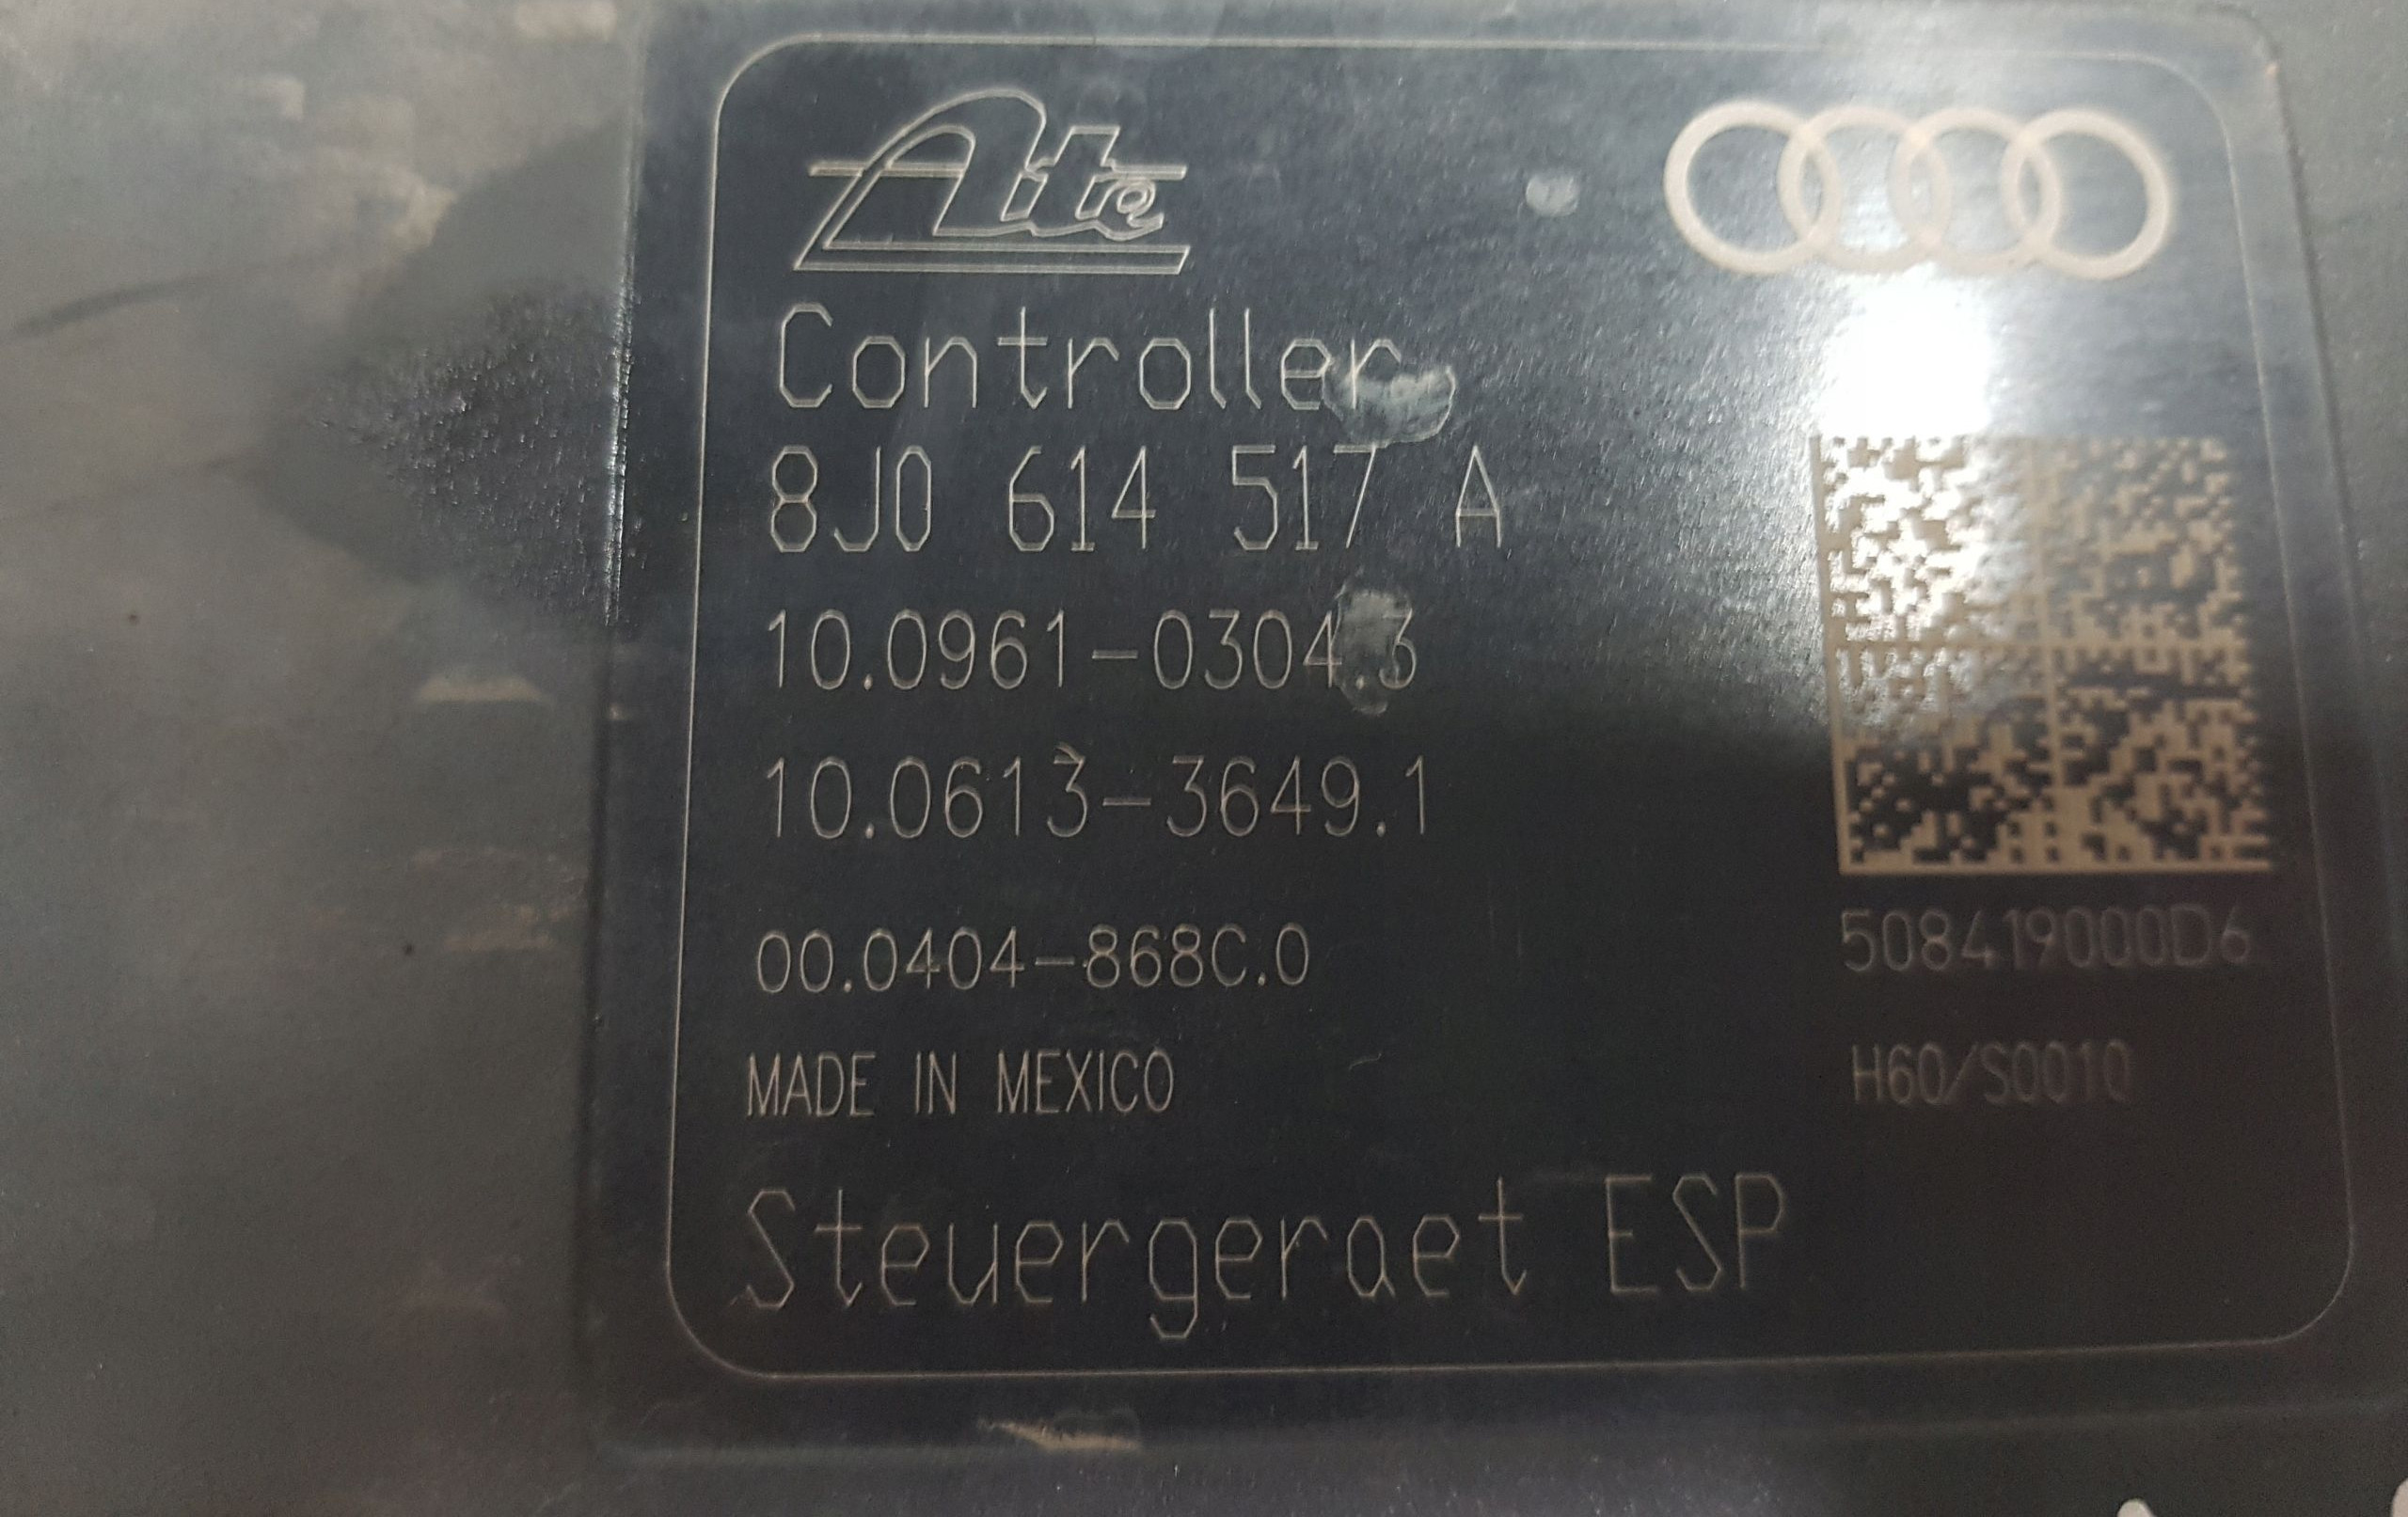 Ate
Controller
8J0 614 517 A
10.0961-0304.3
10.0613-3649.1
00.0404-868C.0
508419000D6
MADE IN MEXICO
H60/S0010
Steuergeraet ESP